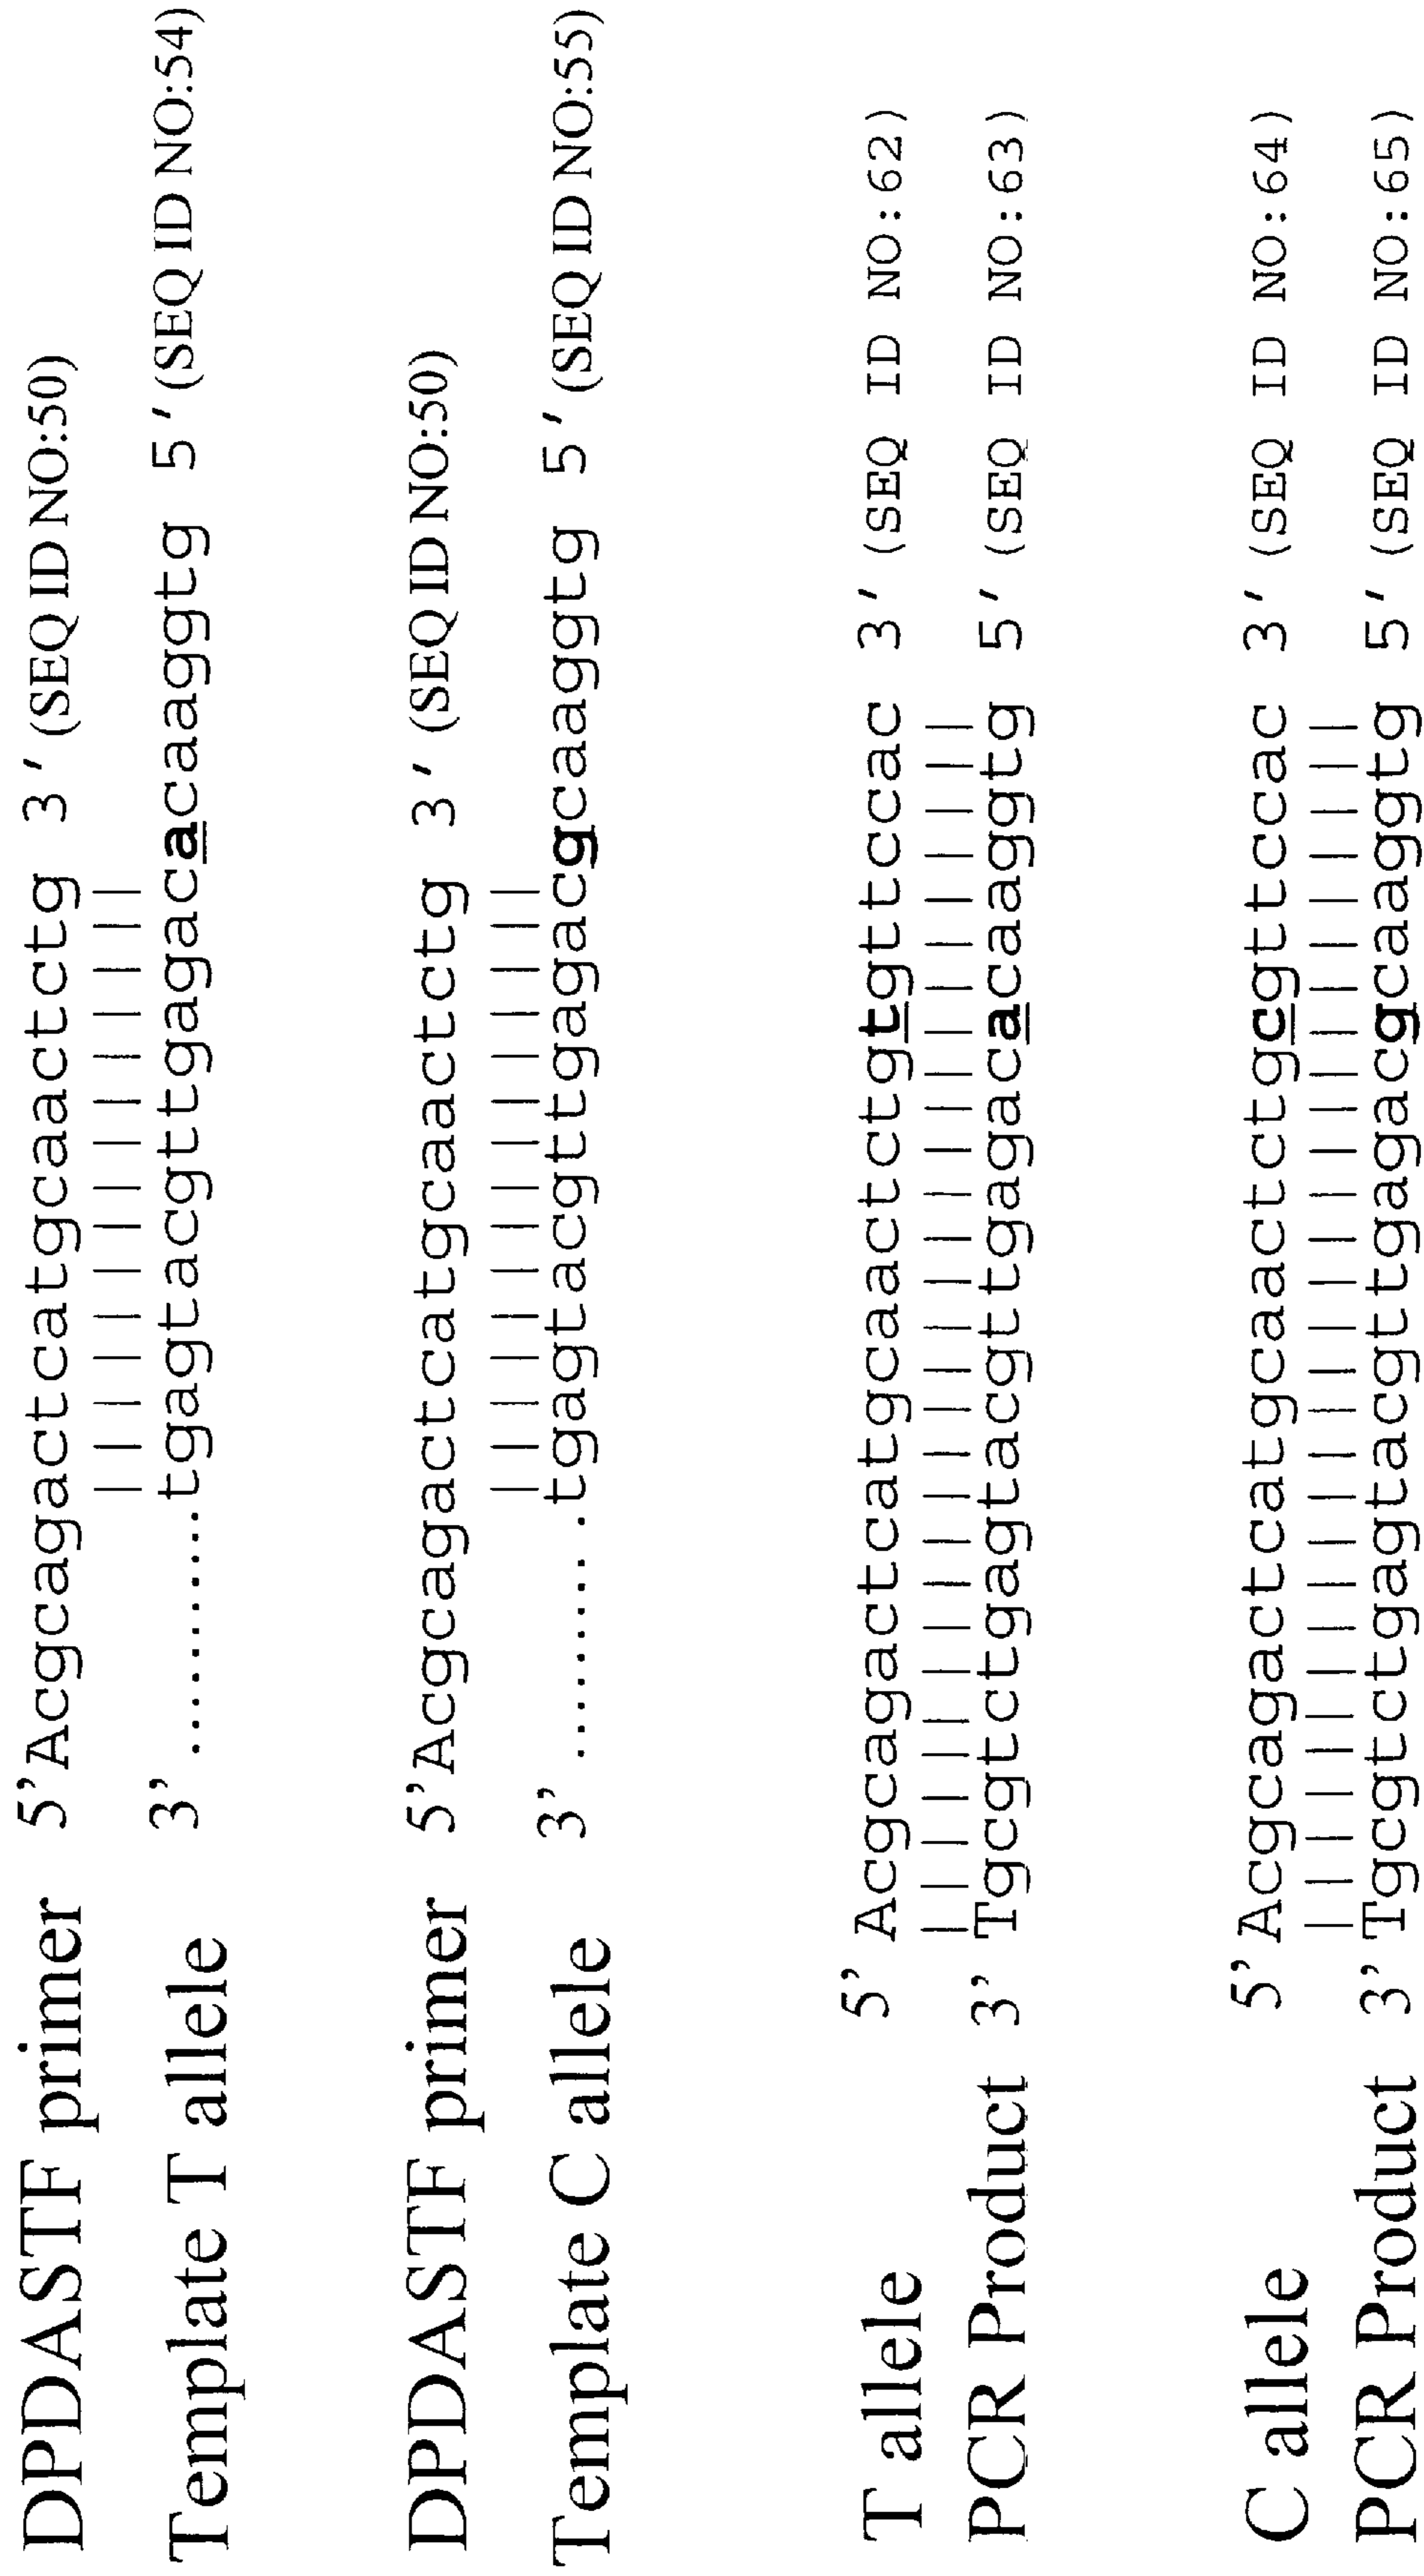 DPDASTF primer 5’Acgcagactcatgcaactctg 3’ (SEQ ID NO:50)
Template T allele 3’............tgagtacgttgagacacaaggtg 5’ (SEQ ID NO:54)
DPDASTF primer 5’Acgcagactcatgcaactctg 3’ (SEQ ID NO:50)
Template C allele 3’..........tgagtacgttgagacgcaaggtg 5’ (SEQ ID NO:55)
T allele 5’ Acgcagactcatgcaactctgtgttccac 3’ (SEQ ID NO:62)
PCR Product 3’ Tgcgtctgagtacgttgagacacaaggtg 5’ (SEQ ID NO:63)
C allele 5’ Acgcagactcatgcaactctgcgttccac 3’ (SEQ ID NO:64)
PCR Product 3’ Tgcgtctgagtacgttgagacgcaaggtg 5’ (SEQ ID NO:65)